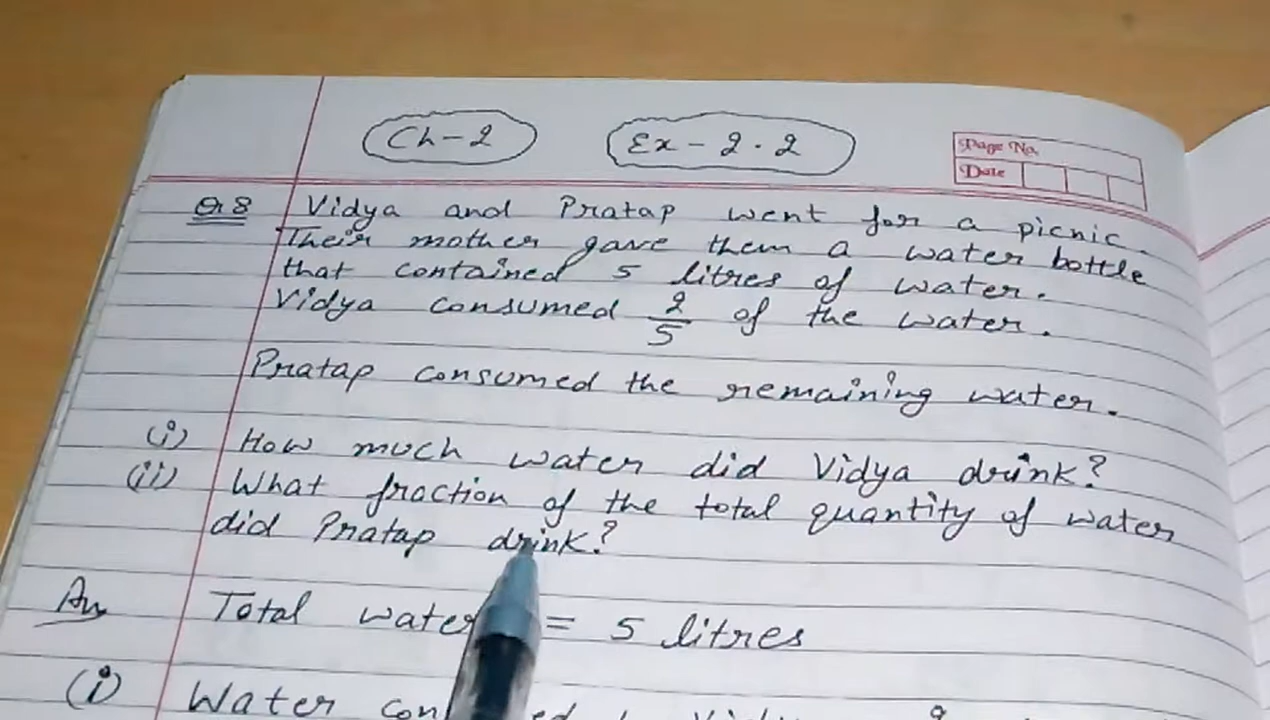 Ch-2 Ex-2.2
Page No.
Date
Q 8 Vidya and Pratap went for a picnic.
Their mother gave them a water bottle
that contained 5 litres of water.
Vidya consumed 2/5 of the water.
Pratap consumed the remaining water.
(i) How much water did Vidya drink?
(ii) What fraction of the total quantity of water
did Pratap drink?
Ans Total water = 5 litres
(i) Water